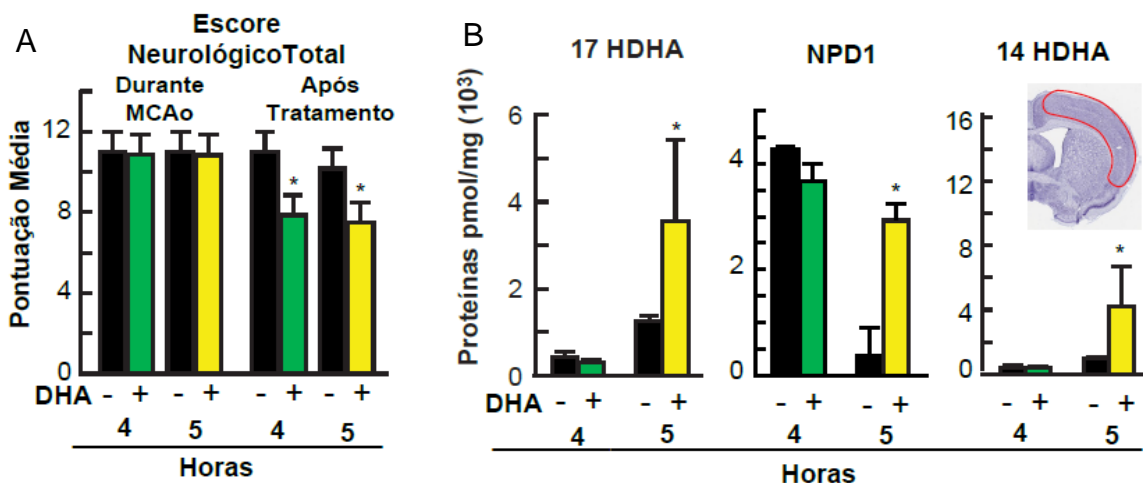 A
Escore
NeurológicoTotal
Durante
MCAo
Após
Tratamento
Pontuação Média
12
8
4
0
*
*
DHA - + - + - + - +
4 5 4 5
Horas
B
17 HDHA
NPD1
14 HDHA
Proteínas pmol/mg (10³)
6
4
2
0
*
4
2
0
*
16
12
8
4
0
*
DHA - + - + - + - + - + - +
4 5 4 5 4 5
Horas